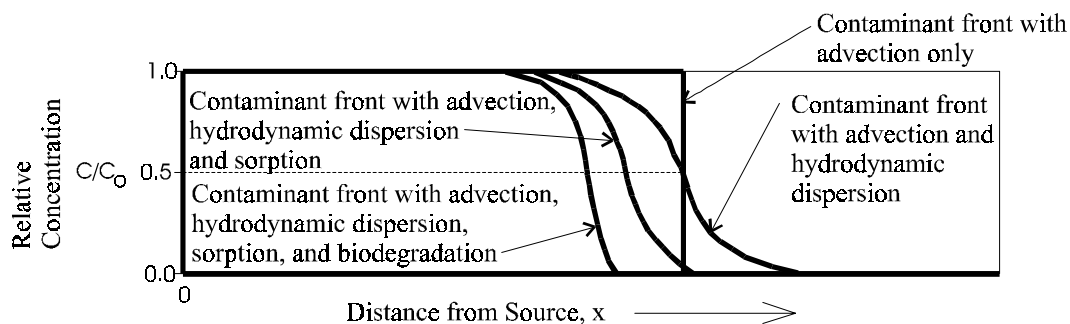 Contaminant front with
advection only
1.0
Contaminant front with advection,
hydrodynamic dispersion
and sorption
Contaminant front
with advection and
hydrodynamic
dispersion
Relative
Concentration
C/Co
0.5
Contaminant front with advection,
hydrodynamic dispersion,
sorption, and biodegradation
0.0
0
Distance from Source, x